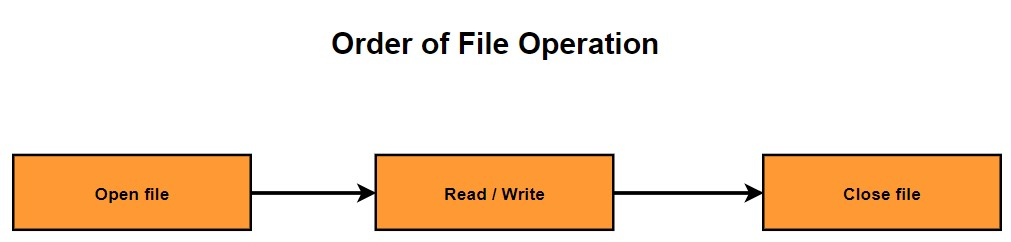 Order of File Operation
Open file
Read / Write
Close file